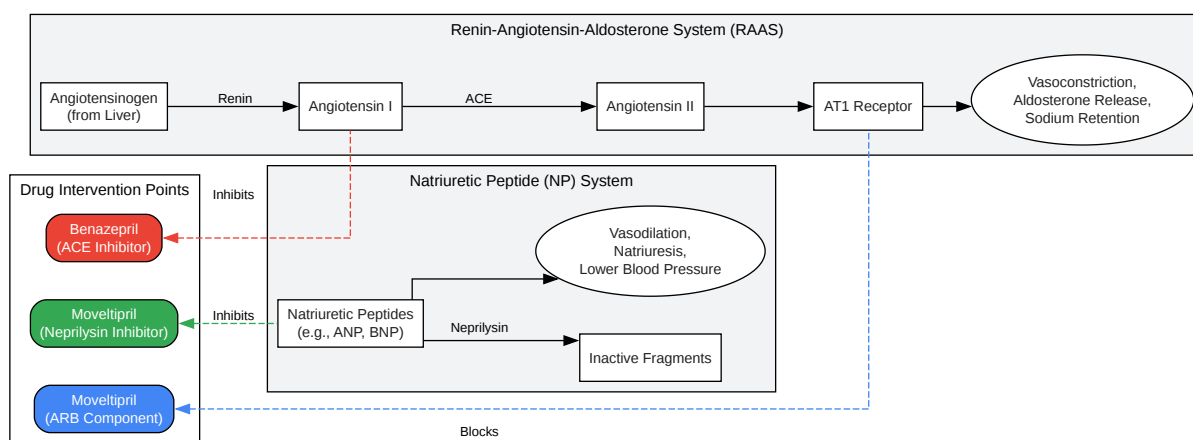 Renin-Angiotensin-Aldosterone System (RAAS)
Angiotensinogen
(from Liver)
Renin
Angiotensin I
ACE
Angiotensin II
AT1 Receptor
Vasoconstriction,
Aldosterone Release,
Sodium Retention
Drug Intervention Points
Benazepril
(ACE Inhibitor)
Inhibits
Moveltipril
(Neprilysin Inhibitor)
Inhibits
Moveltipril
(ARB Component)
Blocks
Natriuretic Peptide (NP) System
Vasodilation,
Natriuresis,
Lower Blood Pressure
Natriuretic Peptides
(e.g., ANP, BNP)
Neprilysin
Inactive Fragments